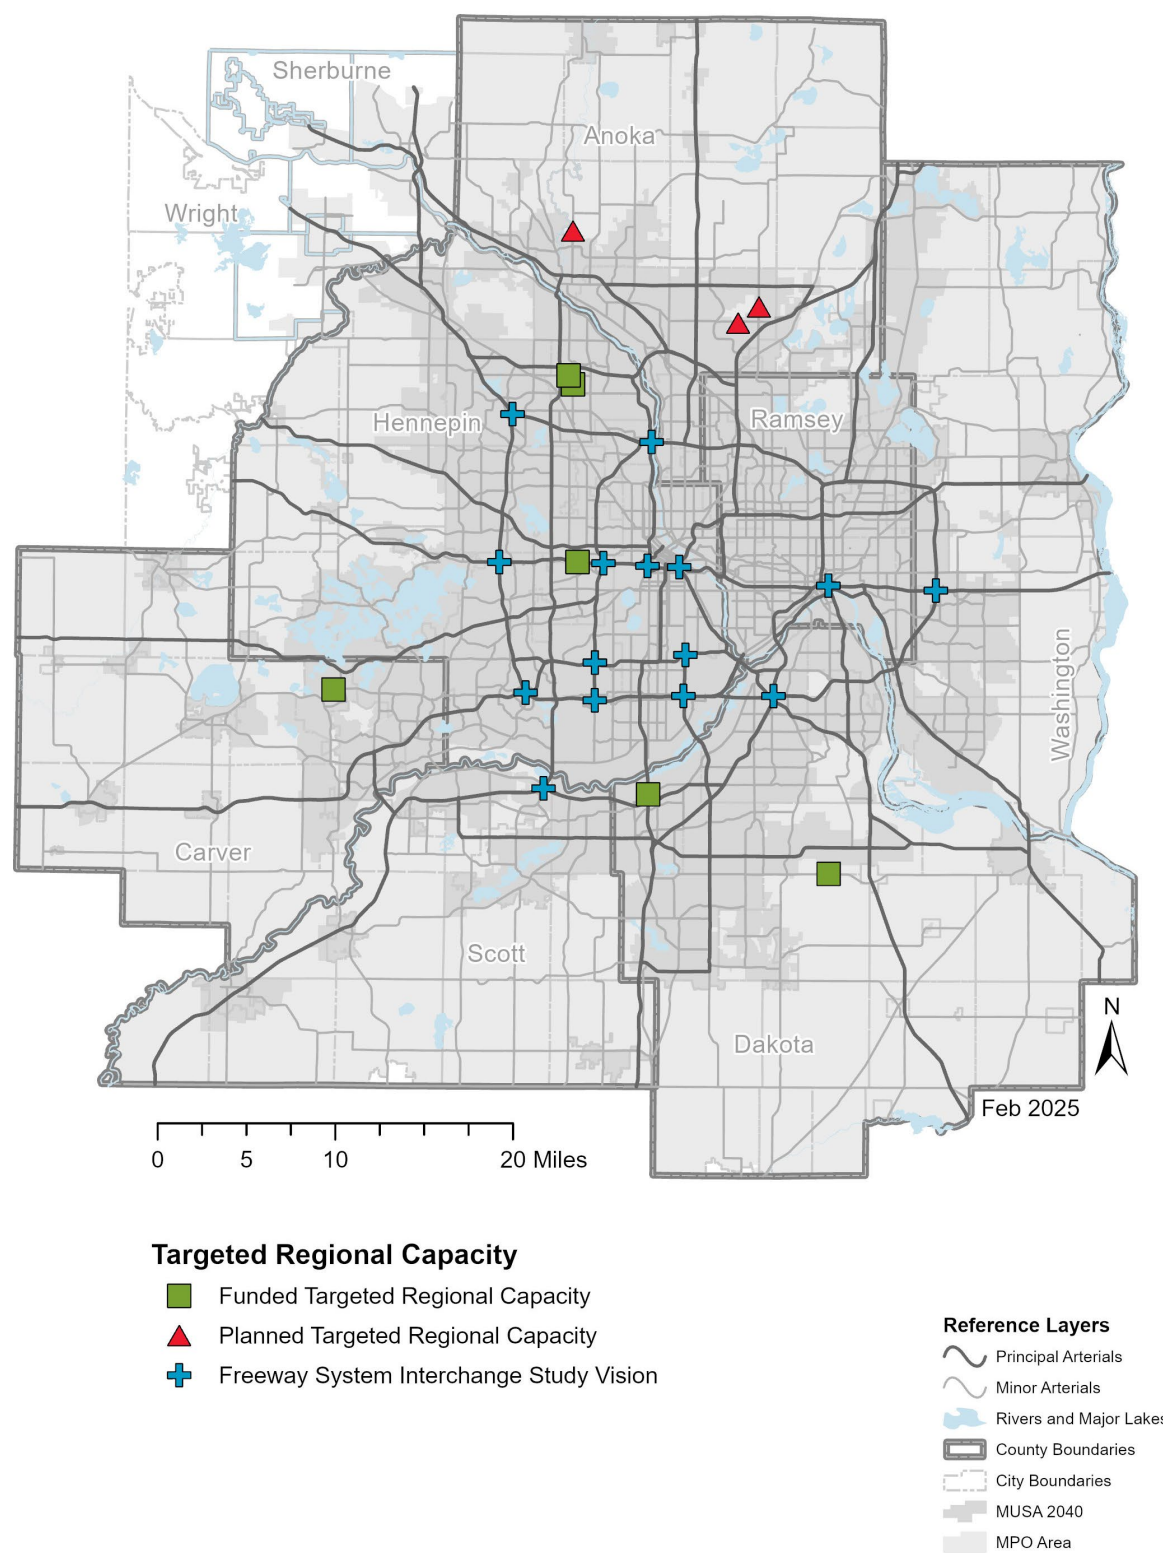 Sherburne
Anoka
Wright
Hennepin
Ramsey
Washington
Carver
Scott
Dakota
N
Feb 2025
0 5 10 20 Miles
Targeted Regional Capacity
Funded Targeted Regional Capacity
Planned Targeted Regional Capacity
Freeway System Interchange Study Vision
Reference Layers
Principal Arterials
Minor Arterials
Rivers and Major Lakes
County Boundaries
City Boundaries
MUSA 2040
MPO Area